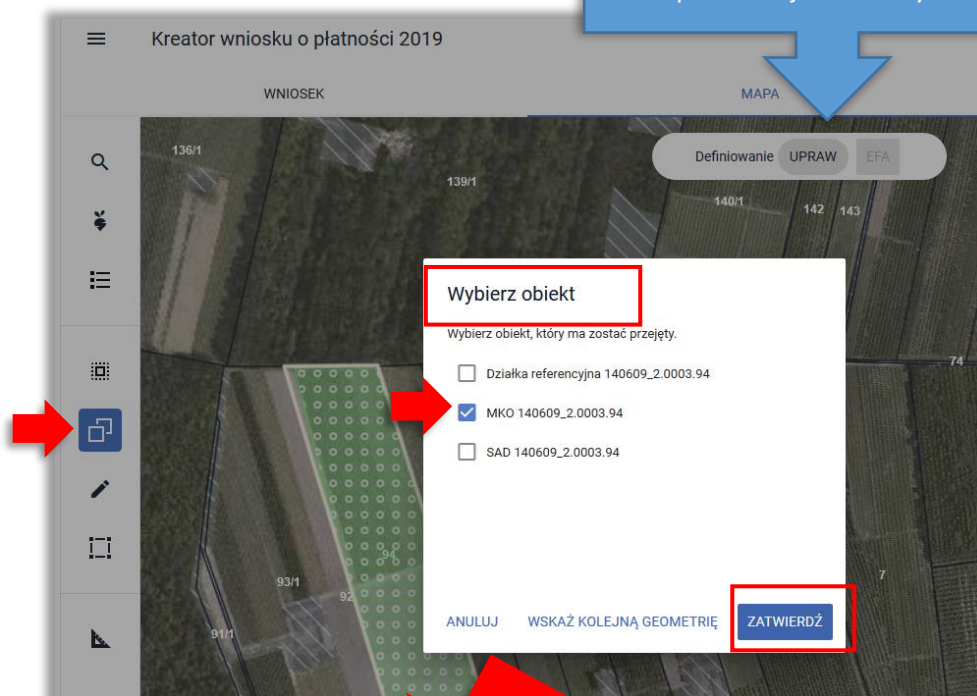 Kreator wniosku o płatności 2019
WNIOSEK
MAPA
Definiowanie UPRAW EFA
136/1
139/1
140/1
142
143
74
Wybierz obiekt
Wybierz obiekt, który ma zostać przejęty.
Działka referencyjna 140609_2.0003.94
MKO 140609_2.0003.94
SAD 140609_2.0003.94
94
93/1
92
7
91/1
ANULUJ WSKAŻ KOLEJNĄ GEOMETRIĘ ZATWIERDŹ